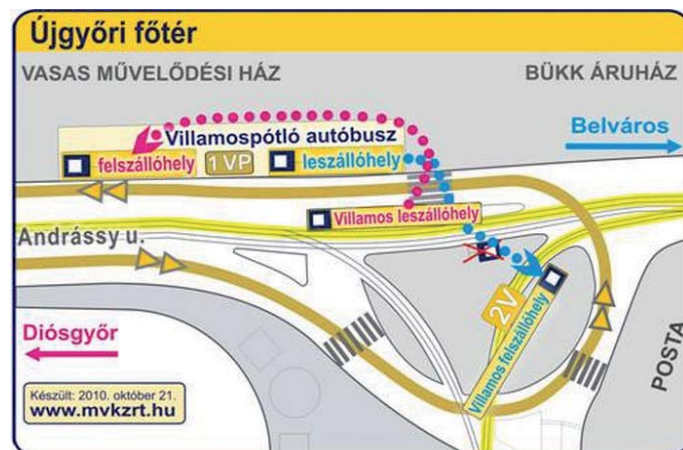 Újgyőri főtér
VASAS MŰVELŐDÉSI HÁZ
BÜKK ÁRUHÁZ
Belváros
Villamospótló autóbusz
felszállóhely
1 VP
leszállóhely
Villamos leszállóhely
Andrássy u.
2V
Villamos felszállóhely
Diósgyőr
POSTA
Készült: 2010. október 21.
www.mvkzrt.hu